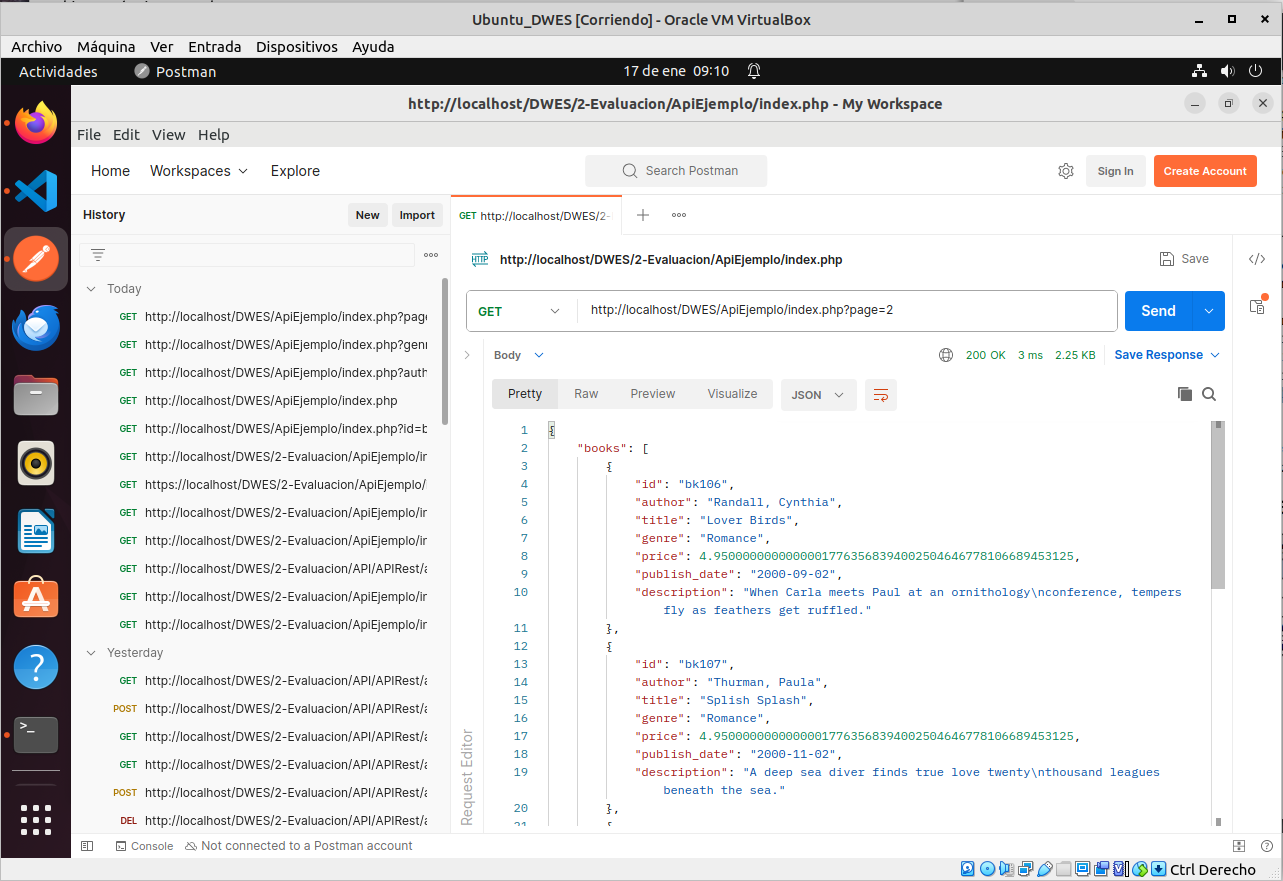 Ubuntu_DWES [Corriendo] - Oracle VM VirtualBox
Archivo Máquina Ver Entrada Dispositivos Ayuda
Actividades Postman 17 de ene 09:10
http://localhost/DWES/2-Evaluacion/ApiEjemplo/index.php - My Workspace
File Edit View Help
Home Workspaces Explore Search Postman Sign In Create Account
History New Import GET http://localhost/DWES/2-
http://localhost/DWES/2-Evaluacion/ApiEjemplo/index.php Save
Today
GET http://localhost/DWES/ApiEjemplo/index.php?page
GET http://localhost/DWES/ApiEjemplo/index.php?genr
GET http://localhost/DWES/ApiEjemplo/index.php?auth
GET http://localhost/DWES/ApiEjemplo/index.php
GET http://localhost/DWES/ApiEjemplo/index.php?id=b
GET http://localhost/DWES/2-Evaluacion/ApiEjemplo/ir
GET https://localhost/DWES/2-Evaluacion/ApiEjemplo/
GET http://localhost/DWES/2-Evaluacion/ApiEjemplo/ir
GET http://localhost/DWES/2-Evaluacion/ApiEjemplo/ir
GET http://localhost/DWES/2-Evaluacion/API/APIRest/a
GET http://localhost/DWES/2-Evaluacion/ApiEjemplo/ir
GET http://localhost/DWES/2-Evaluacion/ApiEjemplo/ir
Yesterday
GET http://localhost/DWES/2-Evaluacion/API/APIRest/a
POST http://localhost/DWES/2-Evaluacion/API/APIRest/a
GET http://localhost/DWES/2-Evaluacion/API/APIRest/a
GET http://localhost/DWES/2-Evaluacion/API/APIRest/a
POST http://localhost/DWES/2-Evaluacion/API/APIRest/a
DEL http://localhost/DWES/2-Evaluacion/API/APIRest/a
GET http://localhost/DWES/ApiEjemplo/index.php?page=2 Send
Body 200 OK 3 ms 2.25 KB Save Response
Pretty Raw Preview Visualize JSON
1 {
2 "books": [
3 {
4 "id": "bk106",
5 "author": "Randall, Cynthia",
6 "title": "Lover Birds",
7 "genre": "Romance",
8 "price": 4.95000000000000017763568394002504646778106689453125,
9 "publish_date": "2000-09-02",
10 "description": "When Carla meets Paul at an ornithology\nconference, tempers
fly as feathers get ruffled."
11 },
12 {
13 "id": "bk107",
14 "author": "Thurman, Paula",
15 "title": "Splish Splash",
16 "genre": "Romance",
17 "price": 4.95000000000000017763568394002504646778106689453125,
18 "publish_date": "2000-11-02",
19 "description": "A deep sea diver finds true love twenty\nthousand leagues
beneath the sea."
20 },
21 {
Request Editor
Console Not connected to a Postman account
Ctrl Derecho